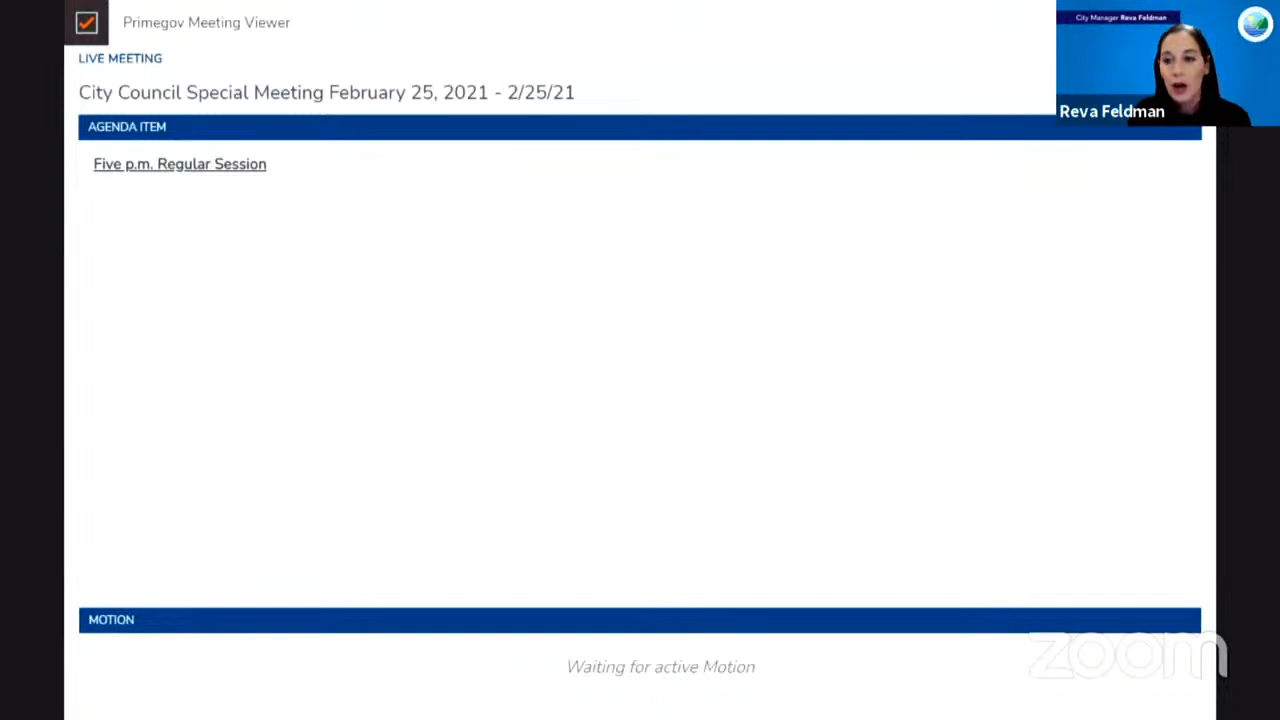 Primegov Meeting Viewer
City Manager Reva Feldman
LIVE MEETING
City Council Special Meeting February 25, 2021 - 2/25/21
Reva Feldman
AGENDA ITEM
Five p.m. Regular Session
MOTION
Waiting for active Motion
zoom